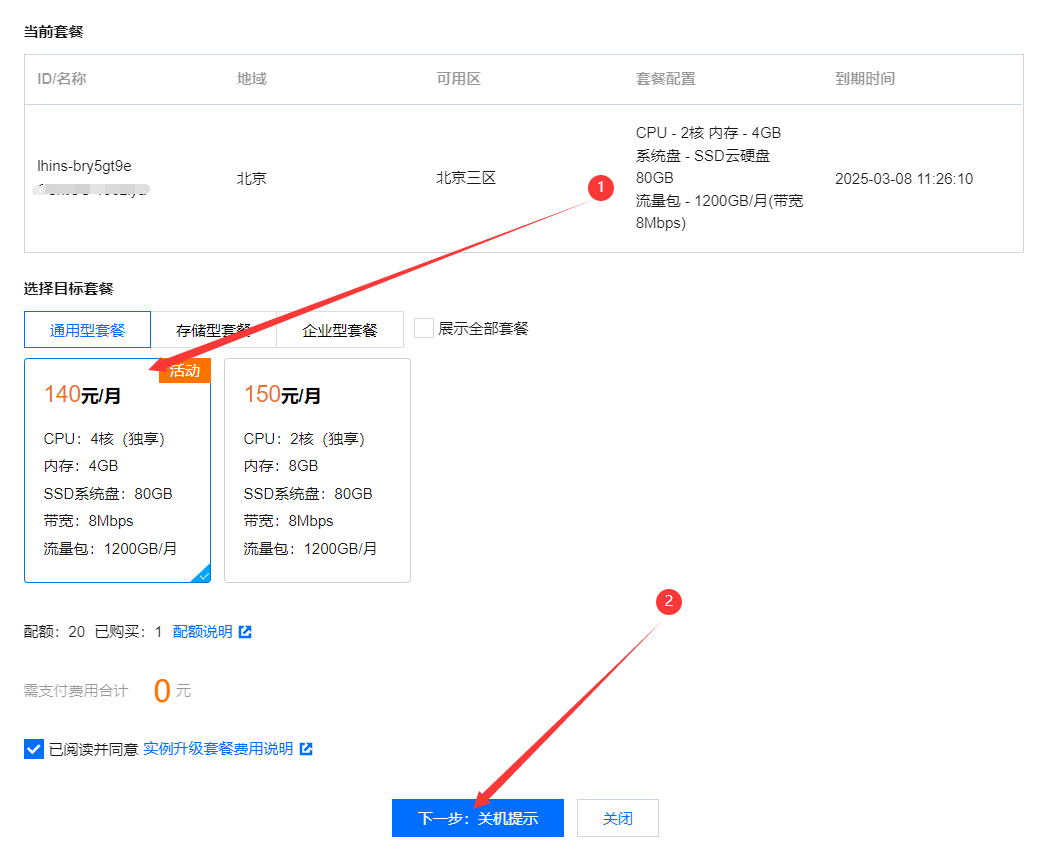 当前套餐
ID/名称 地域 可用区 套餐配置 到期时间
lhins-bry5gt9e
北京 北京三区
CPU - 2核 内存 - 4GB
系统盘 - SSD云硬盘
80GB
流量包 - 1200GB/月(带宽
8Mbps)
2025-03-08 11:26:10
1
选择目标套餐
通用型套餐 存储型套餐 企业型套餐 展示全部套餐
活动
140元/月
CPU：4核（独享）
内存：4GB
SSD系统盘：80GB
带宽：8Mbps
流量包：1200GB/月
150元/月
CPU：2核（独享）
内存：8GB
SSD系统盘：80GB
带宽：8Mbps
流量包：1200GB/月
2
配额：20 已购买：1 配额说明
需支付费用合计 0元
已阅读并同意 实例升级套餐费用说明
下一步：关机提示 关闭